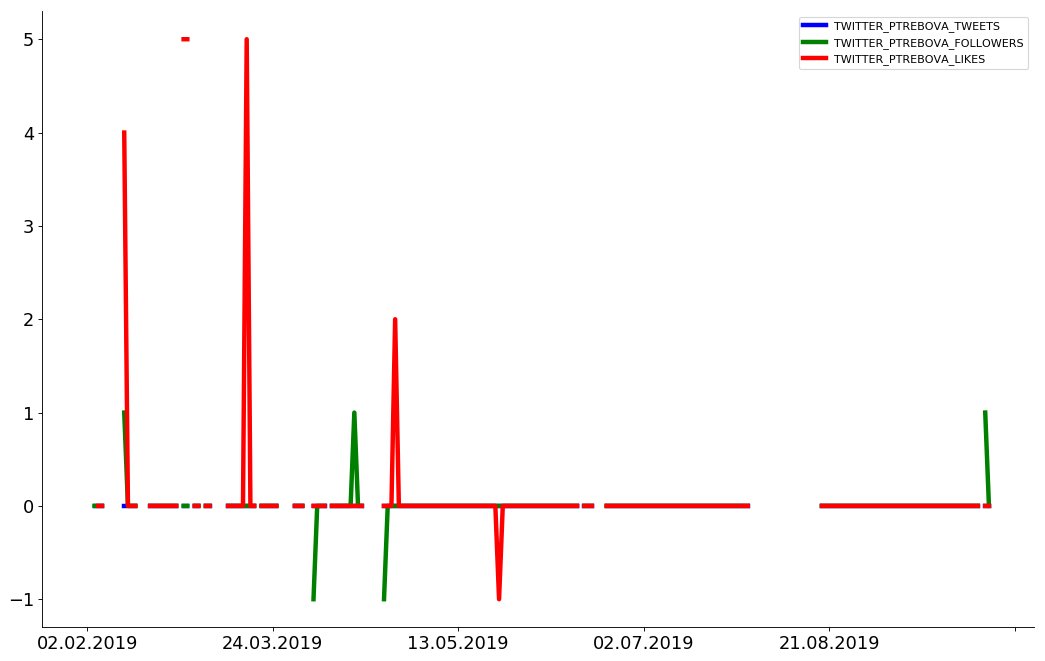 TWITTER_PTREBOVA_TWEETS
TWITTER_PTREBOVA_FOLLOWERS
TWITTER_PTREBOVA_LIKES
5
4
3
2
1
0
−1
02.02.2019 24.03.2019 13.05.2019 02.07.2019 21.08.2019